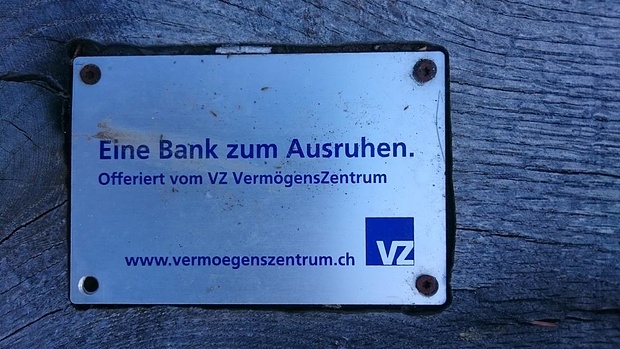 Eine Bank zum Ausruhen.
Offeriert vom VZ VermögensZentrum
www.vermoegenszentrum.ch
VZ